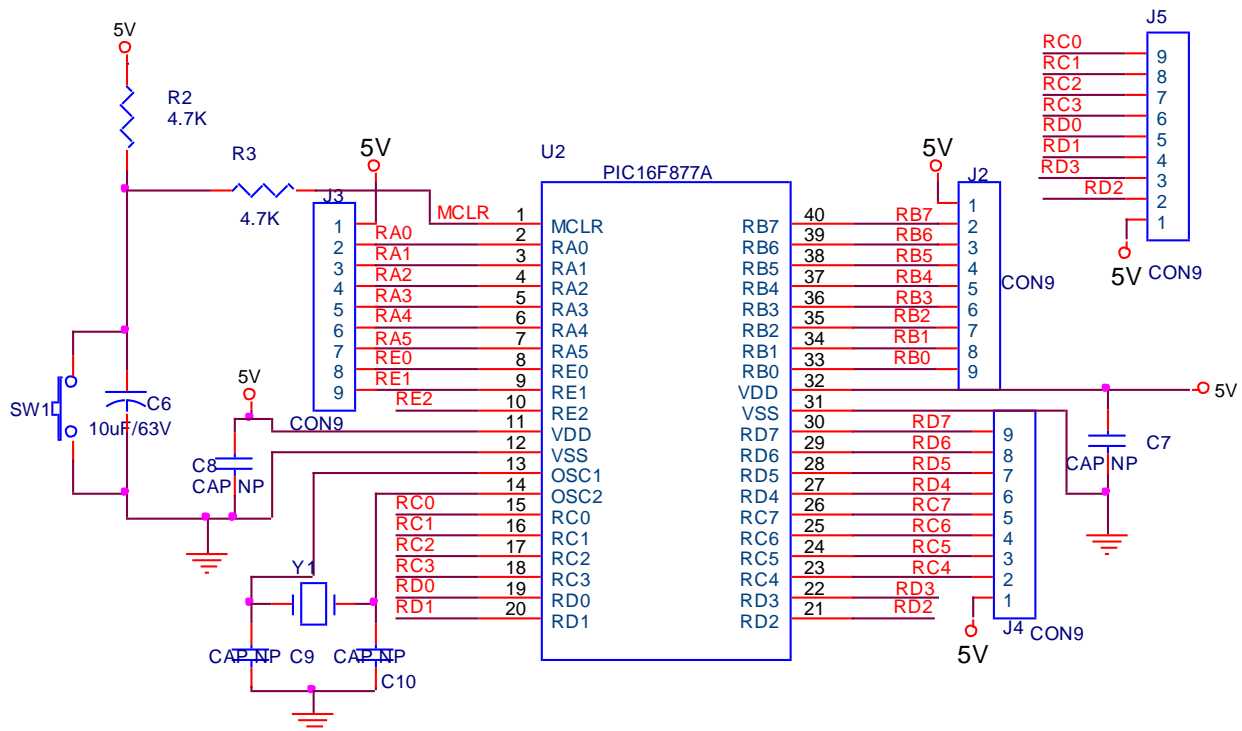 5V
R2
4.7K
R3
4.7K
SW1
C6
10uF/63V
5V
C8
CAP NP
5V
J3
1
2
3
4
5
6
7
8
9
CON9
MCLR
RA0
RA1
RA2
RA3
RA4
RA5
RE0
RE1
RE2
RC0
RC1
RC2
RC3
RD0
RD1
Y1
CAP NP
C9
CAP NP
C10
U2
PIC16F877A
1 MCLR
2 RA0
3 RA1
4 RA2
5 RA3
6 RA4
7 RA5
8 RE0
9 RE1
10 RE2
11 VDD
12 VSS
13 OSC1
14 OSC2
15 RC0
16 RC1
17 RC2
18 RC3
19 RD0
20 RD1
RB7 40
RB6 39
RB5 38
RB4 37
RB3 36
RB2 35
RB1 34
RB0 33
VDD 32
VSS 31
RD7 30
RD6 29
RD5 28
RD4 27
RC7 26
RC6 25
RC5 24
RC4 23
RD3 22
RD2 21
RB7
RB6
RB5
RB4
RB3
RB2
RB1
RB0
RD7
RD6
RD5
RD4
RC7
RC6
RC5
RC4
RD3
RD2
5V
J2
1
2
3
4
5
6
7
8
9
CON9
5V
C7
CAP NP
9
8
7
6
5
4
3
2
1
J4
CON9
5V
J5
RC0 9
RC1 8
RC2 7
RC3 6
RD0 5
RD1 4
RD3 3
RD2 2
1
5V
CON9